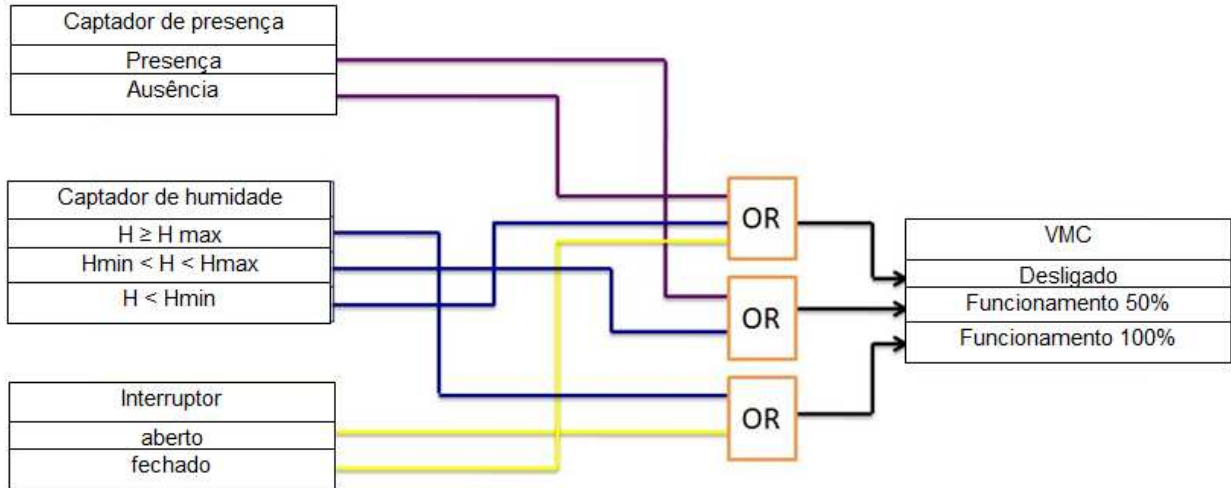 Captador de presença
Presença
Ausência
Captador de humidade
H ≥ H max
Hmin < H < Hmax
H < Hmin
Interruptor
aberto
fechado
OR
OR
OR
VMC
Desligado
Funcionamento 50%
Funcionamento 100%